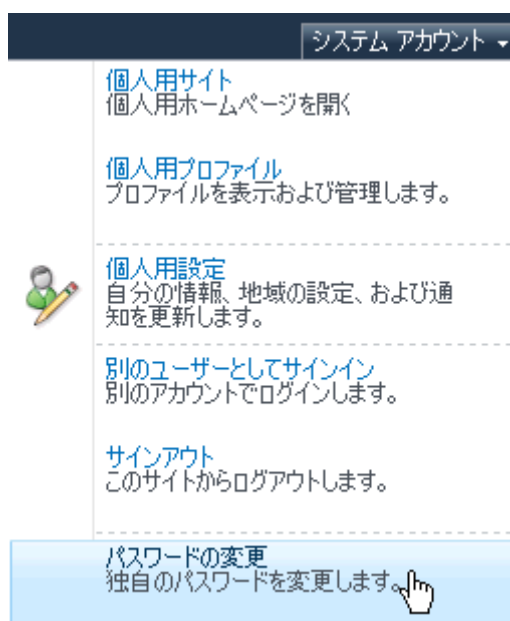 システム アカウント
個人用サイト
個人用ホームページを開く
個人用プロファイル
プロファイルを表示および管理します。
個人用設定
自分の情報、地域の設定、および通
知を更新します。
別のユーザーとしてサインイン
別のアカウントでログインします。
サインアウト
このサイトからログアウトします。
パスワードの変更
独自のパスワードを変更します。